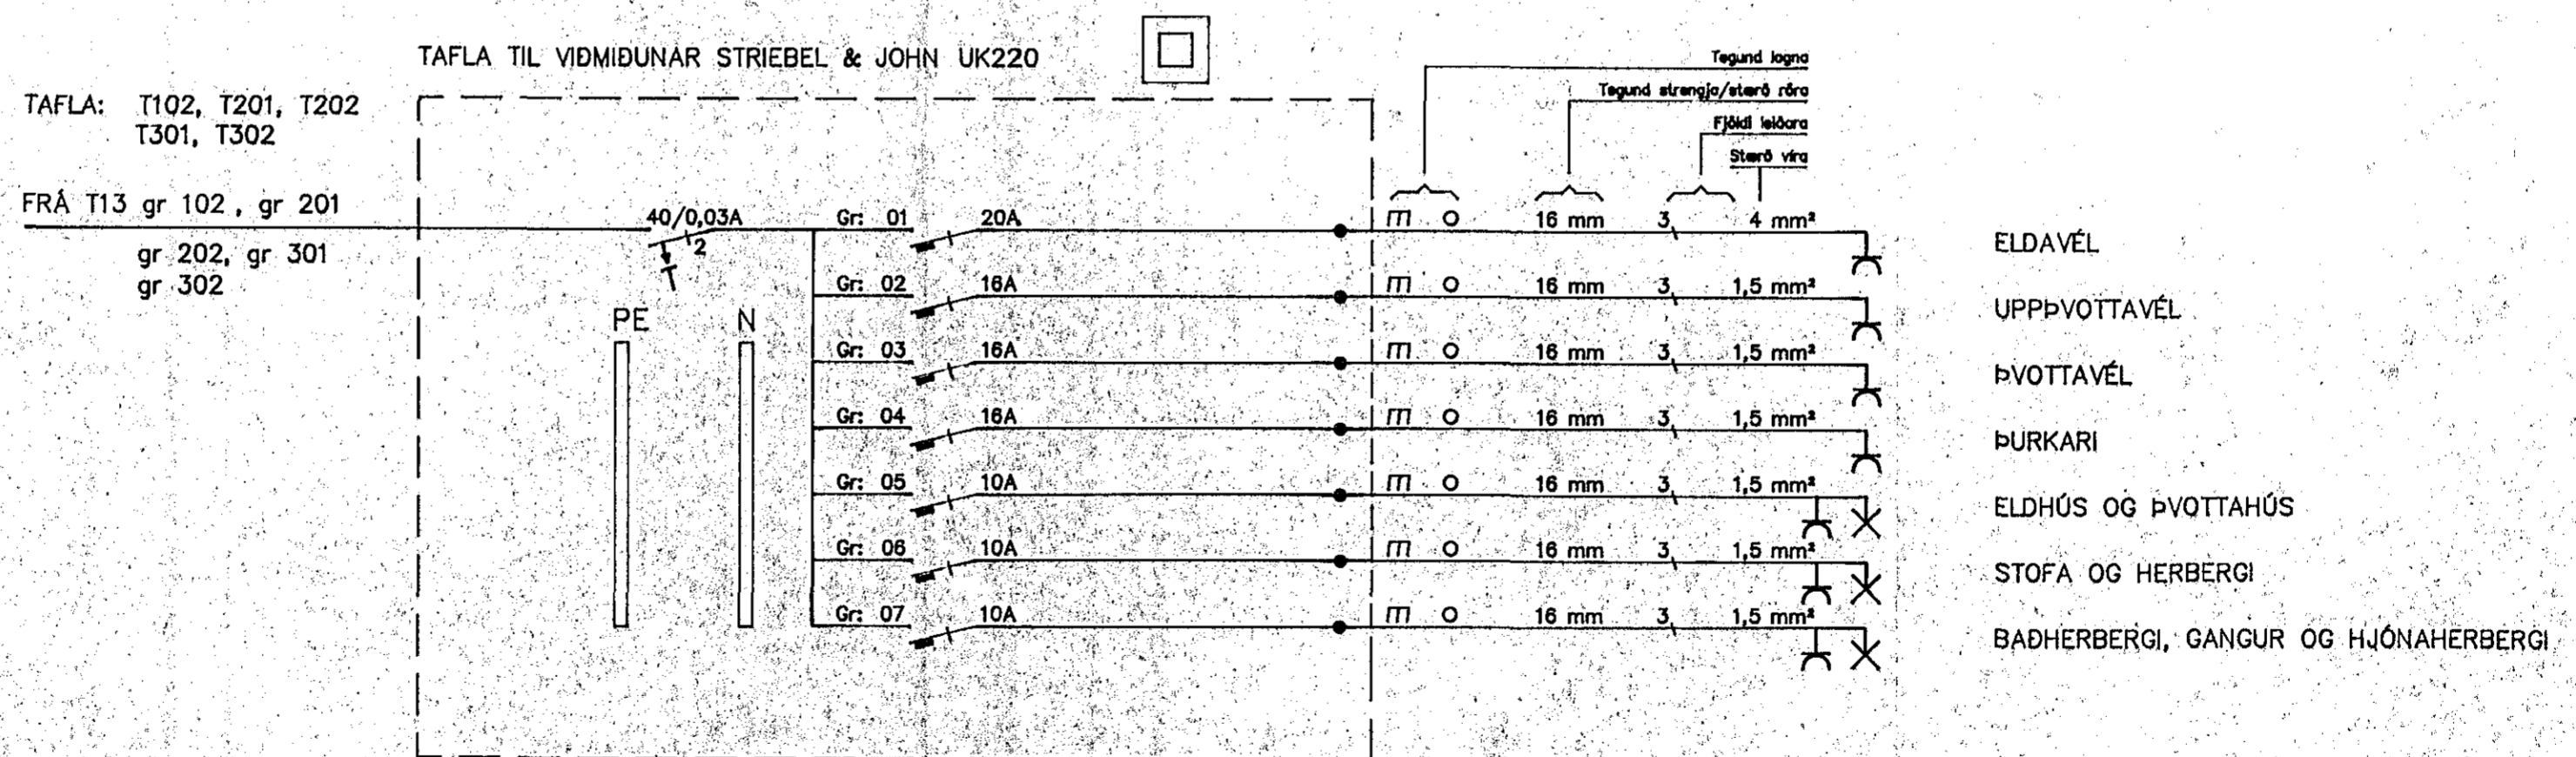 TAFLA TIL VIÐMIÐUNAR STRIEBEL & JOHN UK220
TAFLA: T102, T201, T202
T301, T302
Tegund lagna
Tegund strengja/stærð röra
Fjöldi leiðara
Stærð víra
FRÁ T13 gr 102 , gr 201
gr 202, gr 301
gr 302
40/0,03A
2
PE N
Gr: 01 20A m O 16 mm 3 4 mm² ELDAVÉL
Gr: 02 16A m O 16 mm 3 1,5 mm² UPPÞVOTTAVÉL
Gr: 03 16A m O 16 mm 3 1,5 mm² ÞVOTTAVÉL
Gr: 04 16A m O 16 mm 3 1,5 mm² ÞURKARI
Gr: 05 10A m O 16 mm 3 1,5 mm² ELDHÚS OG ÞVOTTAHÚS
Gr: 06 10A m O 16 mm 3 1,5 mm² STOFA OG HERBERGI
Gr: 07 10A m O 16 mm 3 1,5 mm² BAÐHERBERGI, GANGUR OG HJÓNAHERBERGI